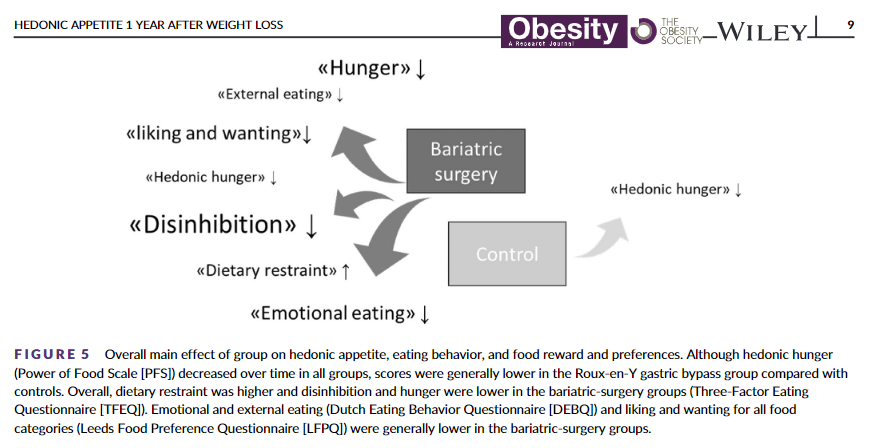 HEDONIC APPETITE 1 YEAR AFTER WEIGHT LOSS
Obesity
A Research Journal
THE
OBESITY
SOCIETY
WILEY
9
«Hunger» ↓
«External eating» ↓
«liking and wanting»↓
«Hedonic hunger» ↓
«Disinhibition» ↓
«Dietary restraint» ↑
«Emotional eating» ↓
Bariatric
surgery
Control
«Hedonic hunger» ↓
FIGURE 5 Overall main effect of group on hedonic appetite, eating behavior, and food reward and preferences. Although hedonic hunger
(Power of Food Scale [PFS]) decreased over time in all groups, scores were generally lower in the Roux-en-Y gastric bypass group compared with
controls. Overall, dietary restraint was higher and disinhibition and hunger were lower in the bariatric-surgery groups (Three-Factor Eating
Questionnaire [TFEQ]). Emotional and external eating (Dutch Eating Behavior Questionnaire [DEBQ]) and liking and wanting for all food
categories (Leeds Food Preference Questionnaire [LFPQ]) were generally lower in the bariatric-surgery groups.